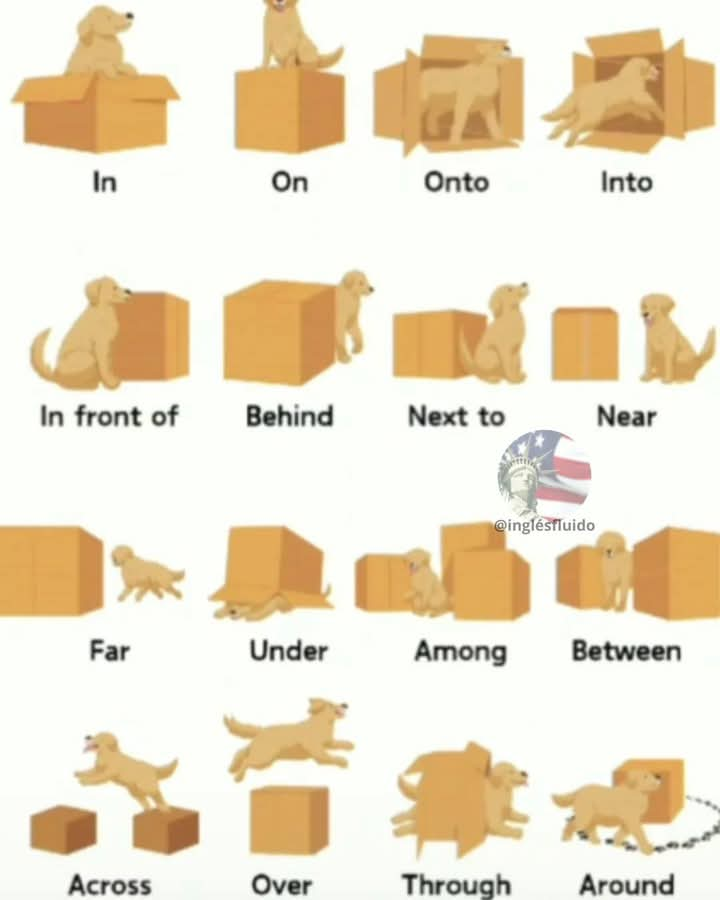 In
On
Onto
Into
In front of
Behind
Next to
Near
@inglésfluido
Far
Under
Among
Between
Across
Over
Through
Around